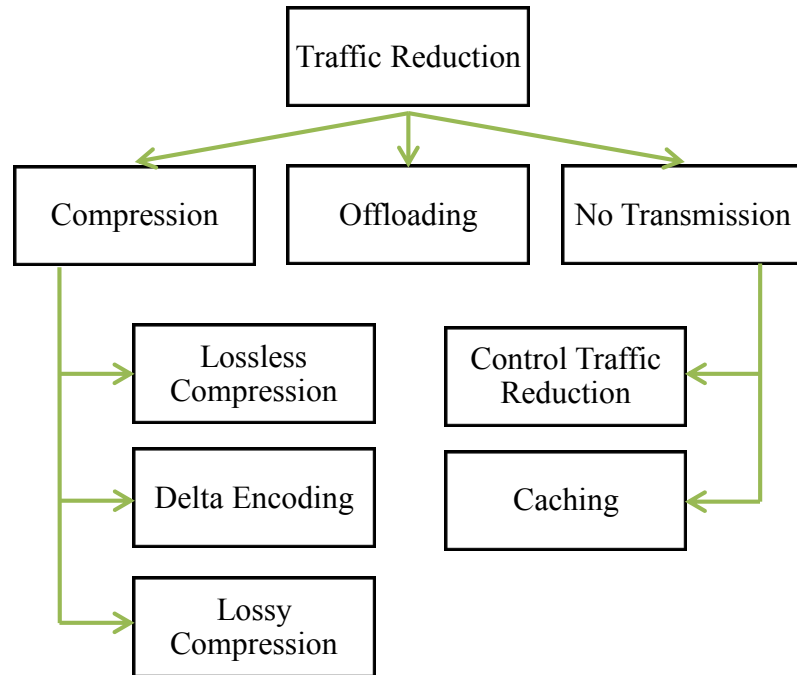 Traffic Reduction
Compression
Offloading
No Transmission
Lossless
Compression
Control Traffic
Reduction
Delta Encoding
Caching
Lossy
Compression